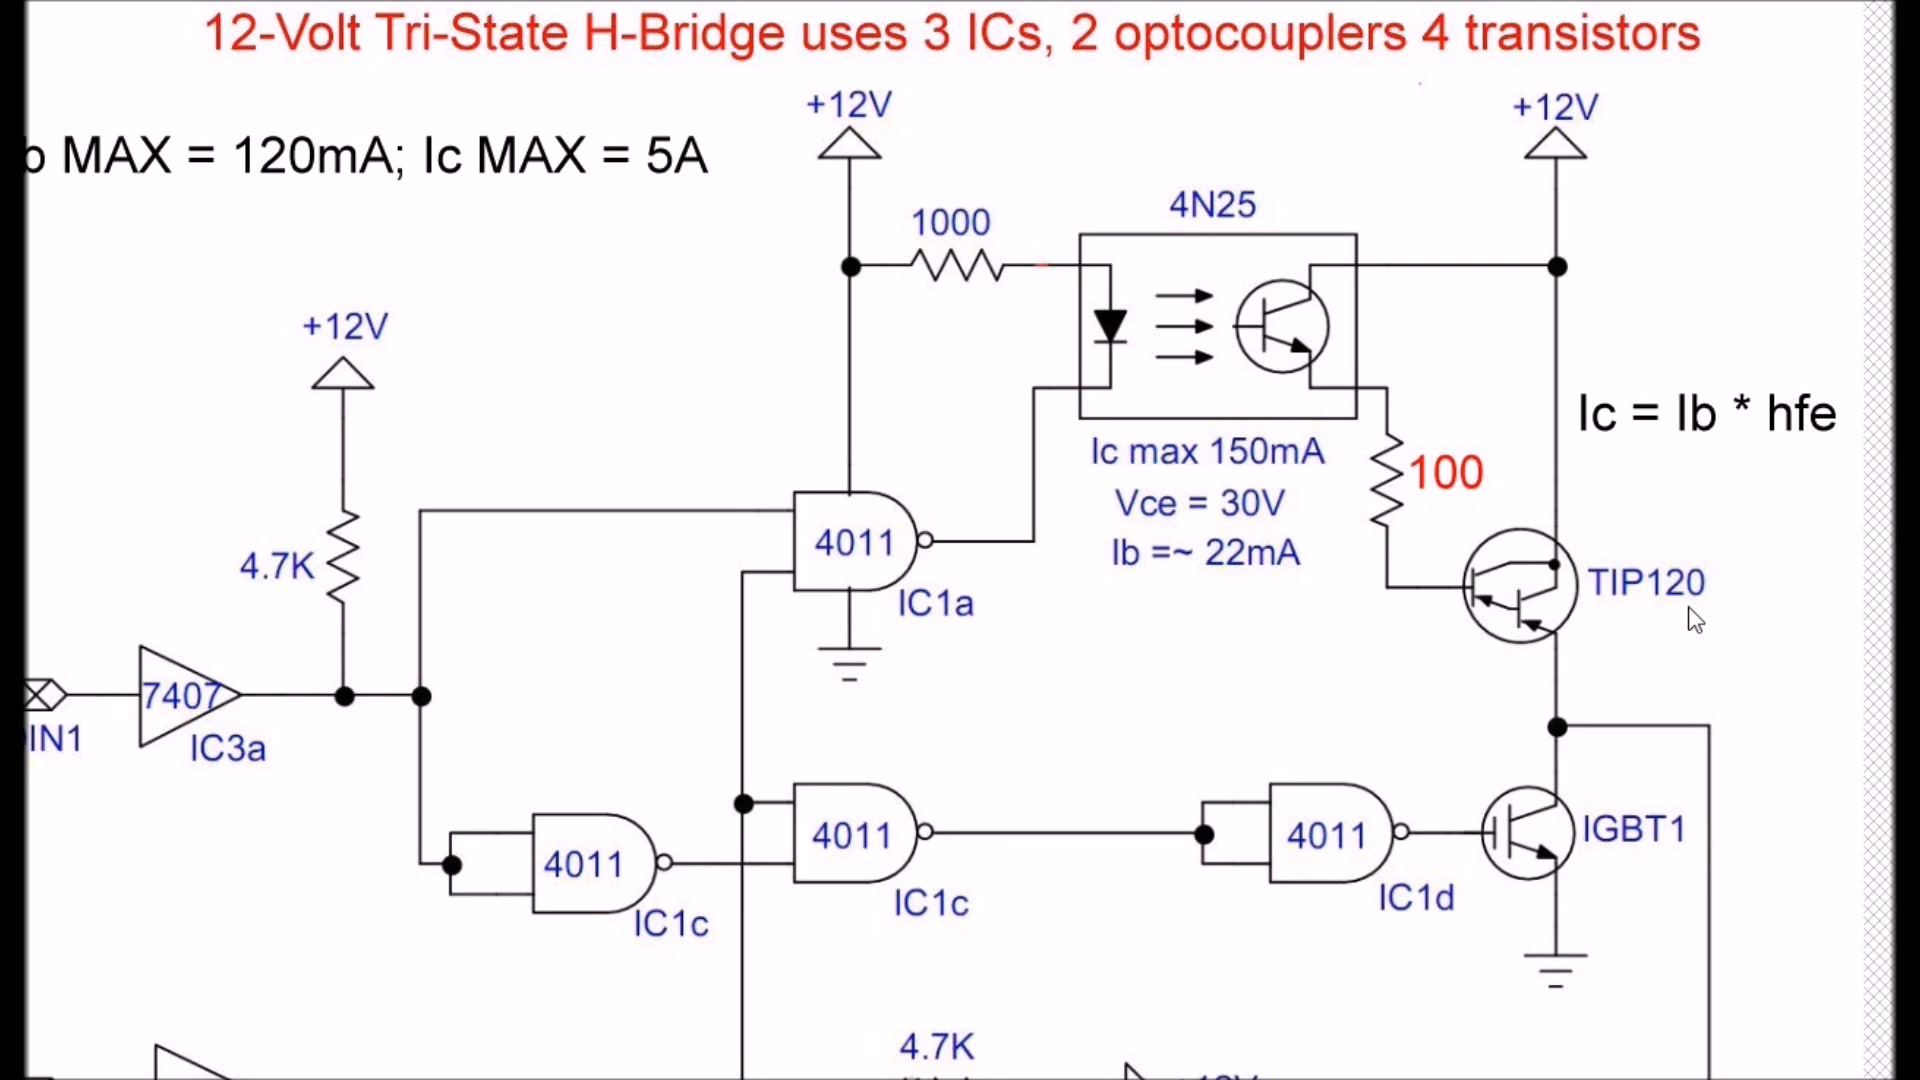 12-Volt Tri-State H-Bridge uses 3 ICs, 2 optocouplers 4 transistors
+12V
+12V
MAX = 120mA; Ic MAX = 5A
4N25
1000
+12V
Ic = Ib * hfe
Ic max 150mA
100
Vce = 30V
4011
Ib =~ 22mA
4.7K
TIP120
IC1a
7407
IN1
IC3a
4011
4011
IGBT1
4011
IC1d
IC1c
IC1c
4.7K